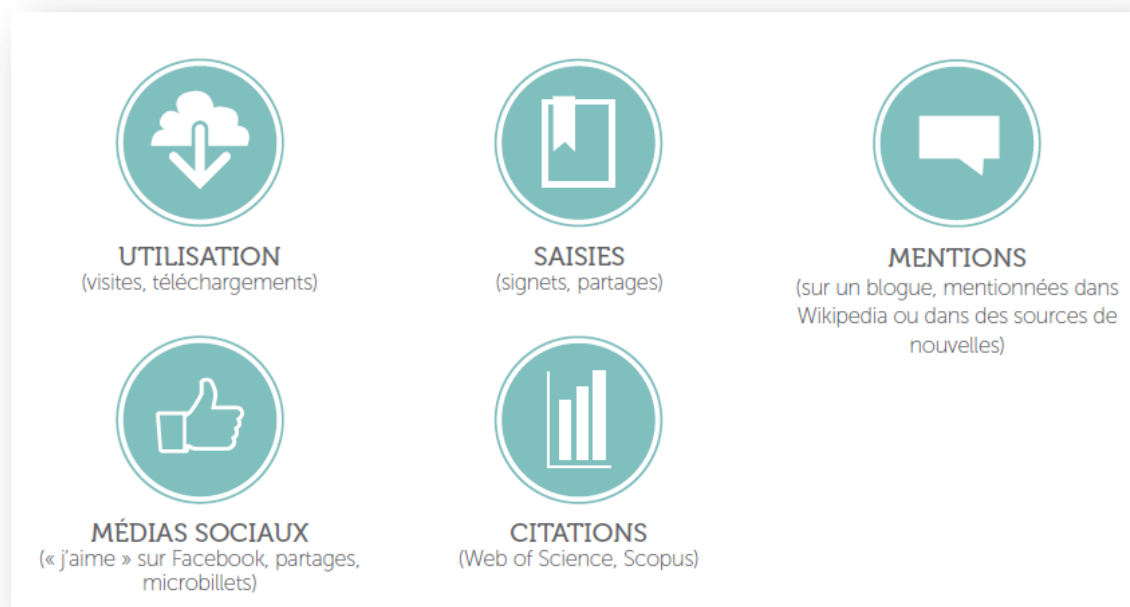 UTILISATION
(visites, téléchargements)
SAISIES
(signets, partages)
MENTIONS
(sur un blogue, mentionnées dans
Wikipedia ou dans des sources de
nouvelles)
MÉDIAS SOCIAUX
(« j'aime » sur Facebook, partages,
microbillets)
CITATIONS
(Web of Science, Scopus)